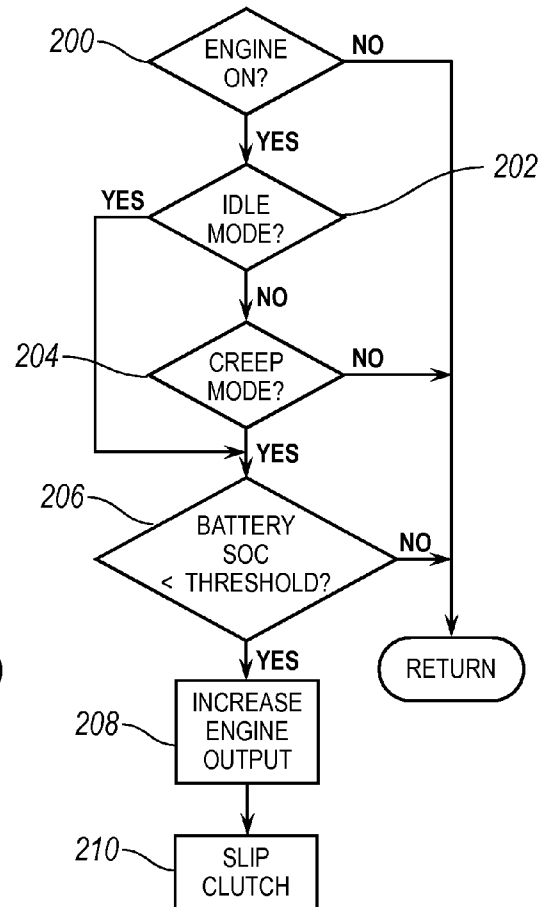 200
ENGINE
ON?
NO
YES
202
YES
IDLE
MODE?
NO
204
CREEP
MODE?
NO
YES
206
BATTERY
SOC
< THRESHOLD?
NO
YES
RETURN
208
INCREASE
ENGINE
OUTPUT
210
SLIP
CLUTCH